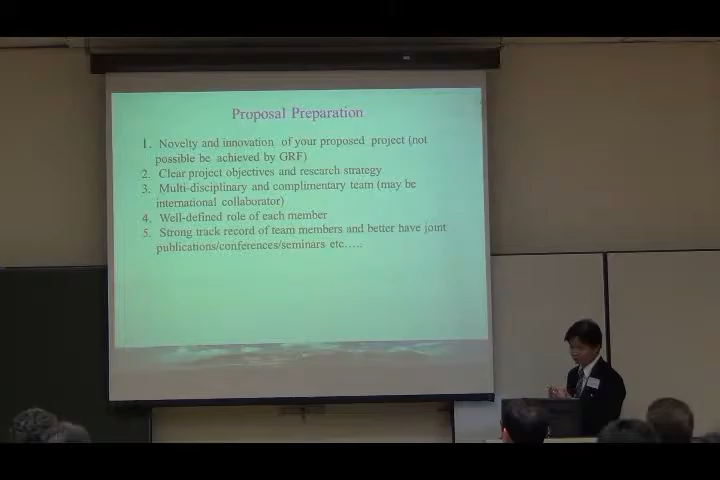 Proposal Preparation
1. Novelty and innovation of your proposed project (not
possible be achieved by GRF)
2. Clear project objectives and research strategy
3. Multi-disciplinary and complimentary team (may be
international collaborator)
4. Well-defined role of each member
5. Strong track record of team members and better have joint
publications/conferences/seminars etc…..